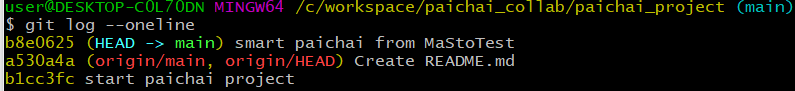 user@DESKTOP-C0L70DN MINGW64 /c/workspace/paichai_collab/paichai_project (main)
$ git log --oneline
b8e0625 (HEAD -> main) smart paichai from MaStoTest
a530a4a (origin/main, origin/HEAD) Create README.md
b1cc3fc start paichai project